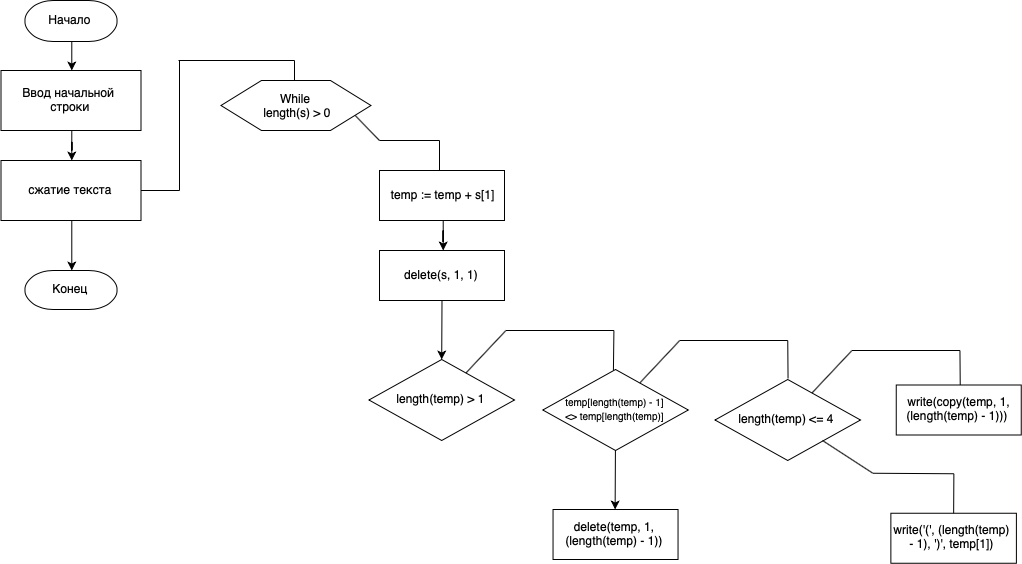 Начало
Ввод начальной
строки
сжатие текста
Конец
While
length(s) > 0
temp := temp + s[1]
delete(s, 1, 1)
length(temp) > 1
temp[length(temp) - 1]
<> temp[length(temp)]
length(temp) <= 4
write(copy(temp, 1,
(length(temp) - 1)))
delete(temp, 1,
(length(temp) - 1))
write('(', (length(temp)
- 1), ')', temp[1])